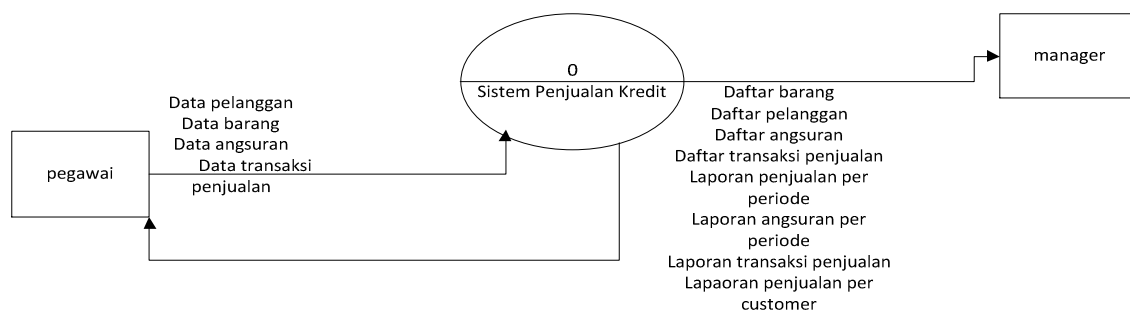 0
Sistem Penjualan Kredit
manager
Data pelanggan
Data barang
Data angsuran
Data transaksi
penjualan
pegawai
Daftar barang
Daftar pelanggan
Daftar angsuran
Daftar transaksi penjualan
Laporan penjualan per
periode
Laporan angsuran per
periode
Laporan transaksi penjualan
Lapaoran penjualan per
customer